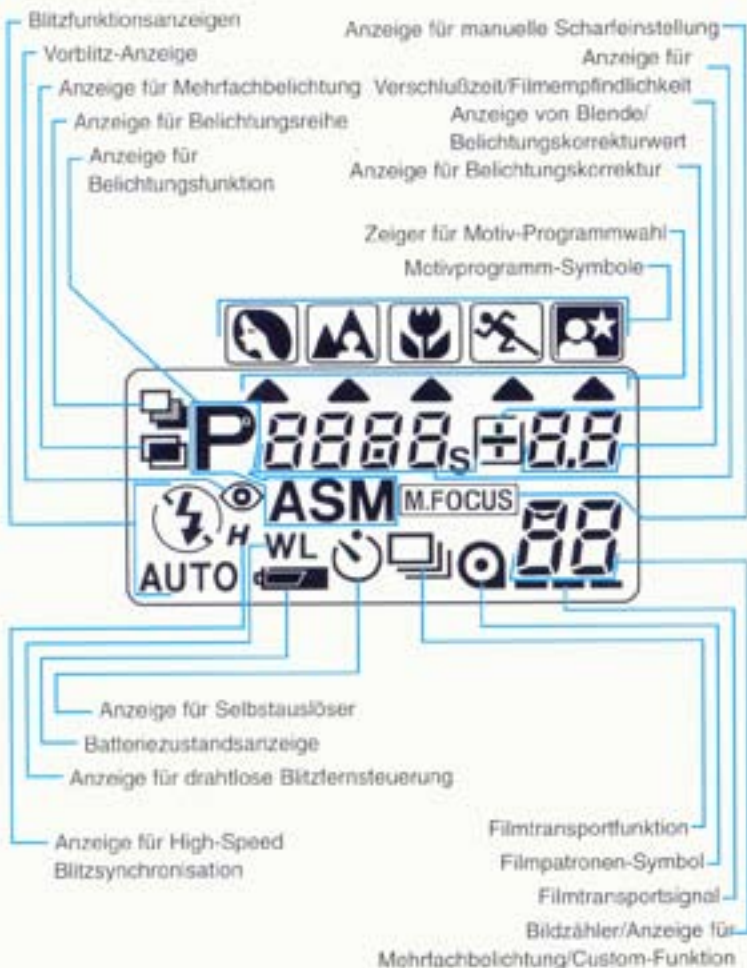 Blitzfunktionsanzeigen
Vorblitz-Anzeige
Anzeige für Mehrfachbelichtung
Anzeige für Belichtungsreihe
Anzeige für
Belichtungsfunktion
Anzeige für manuelle Scharfeinstellung
Anzeige für
Verschlußzeit/Filmempfindlichkeit
Anzeige von Blende/
Belichtungskorrekturwert
Anzeige für Belichtungskorrektur
Zeiger für Motiv-Programmwahl
Motivprogramm-Symbole
P 8888s 8.8
ASM M.FOCUS
H WL 88
AUTO
Anzeige für Selbstauslöser
Batteriezustandsanzeige
Anzeige für drahtlose Blitzfernsteuerung
Anzeige für High-Speed
Blitzsynchronisation
Filmtransportfunktion
Filmpatronen-Symbol
Filmtransportsignal
Bildzähler/Anzeige für
Mehrfachbelichtung/Custom-Funktion